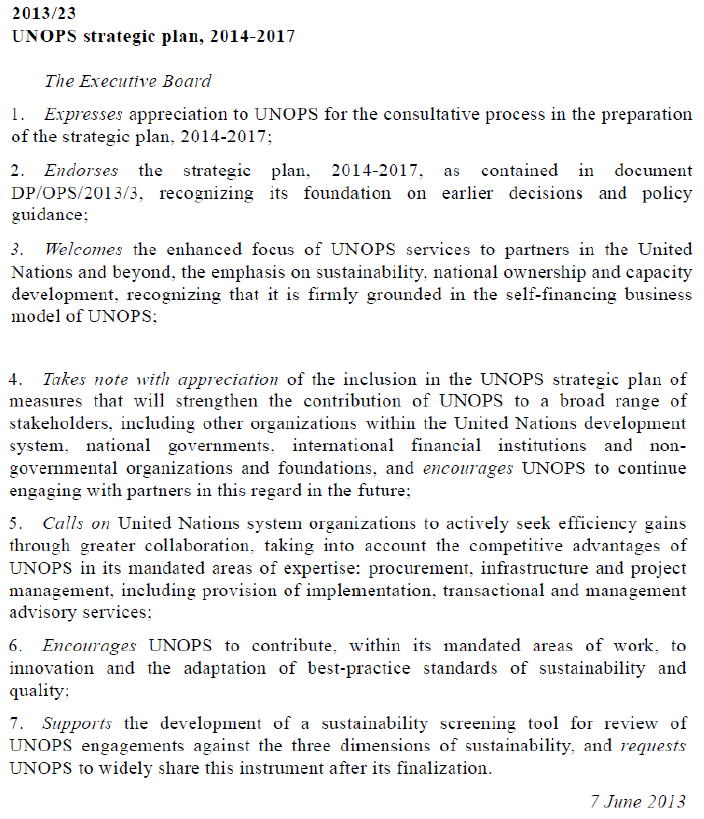 2013/23
UNOPS strategic plan, 2014-2017
The Executive Board
1. Expresses appreciation to UNOPS for the consultative process in the preparation
of the strategic plan, 2014-2017;
2. Endorses the strategic plan, 2014-2017, as contained in document
DP/OPS/2013/3, recognizing its foundation on earlier decisions and policy
guidance;
3. Welcomes the enhanced focus of UNOPS services to partners in the United
Nations and beyond, the emphasis on sustainability, national ownership and capacity
development, recognizing that it is firmly grounded in the self-financing business
model of UNOPS;
4. Takes note with appreciation of the inclusion in the UNOPS strategic plan of
measures that will strengthen the contribution of UNOPS to a broad range of
stakeholders, including other organizations within the United Nations development
system, national governments, international financial institutions and non-
governmental organizations and foundations, and encourages UNOPS to continue
engaging with partners in this regard in the future;
5. Calls on United Nations system organizations to actively seek efficiency gains
through greater collaboration, taking into account the competitive advantages of
UNOPS in its mandated areas of expertise: procurement, infrastructure and project
management, including provision of implementation, transactional and management
advisory services;
6. Encourages UNOPS to contribute, within its mandated areas of work, to
innovation and the adaptation of best-practice standards of sustainability and
quality;
7. Supports the development of a sustainability screening tool for review of
UNOPS engagements against the three dimensions of sustainability, and requests
UNOPS to widely share this instrument after its finalization.
7 June 2013